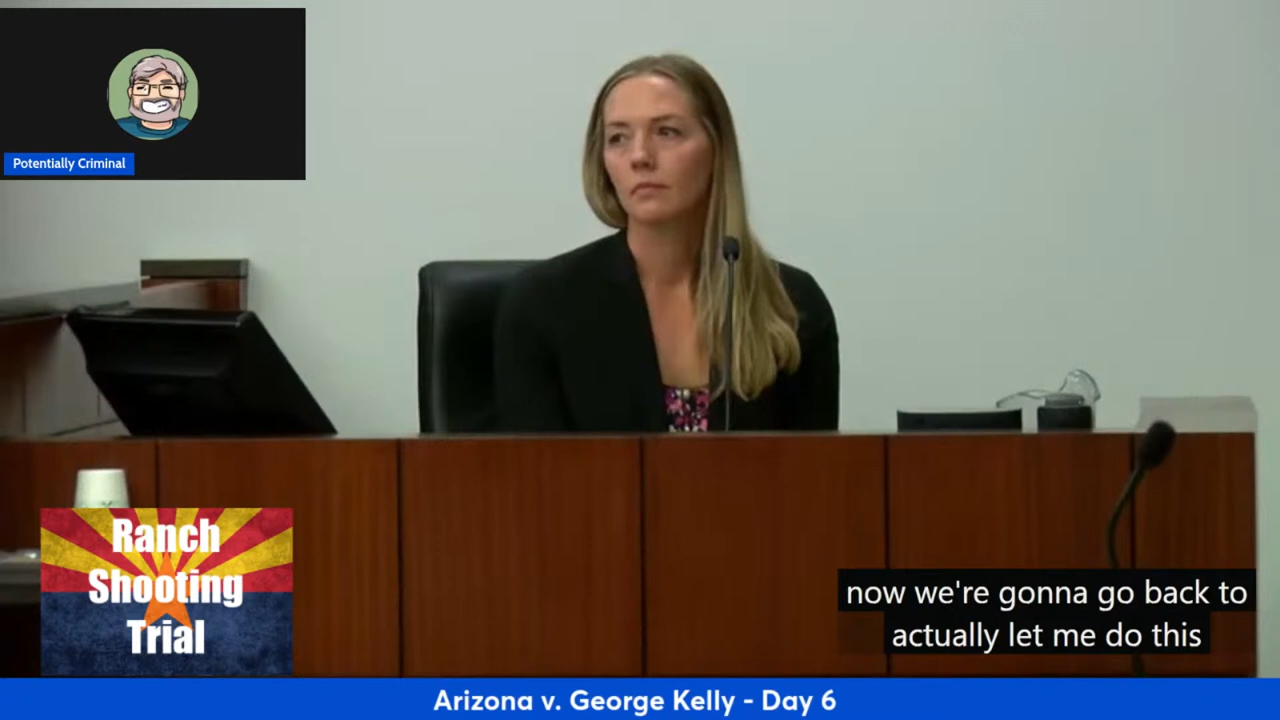 Potentially Criminal
Ranch
Shooting
Trial
now we're gonna go back to
actually let me do this
Arizona v. George Kelly - Day 6